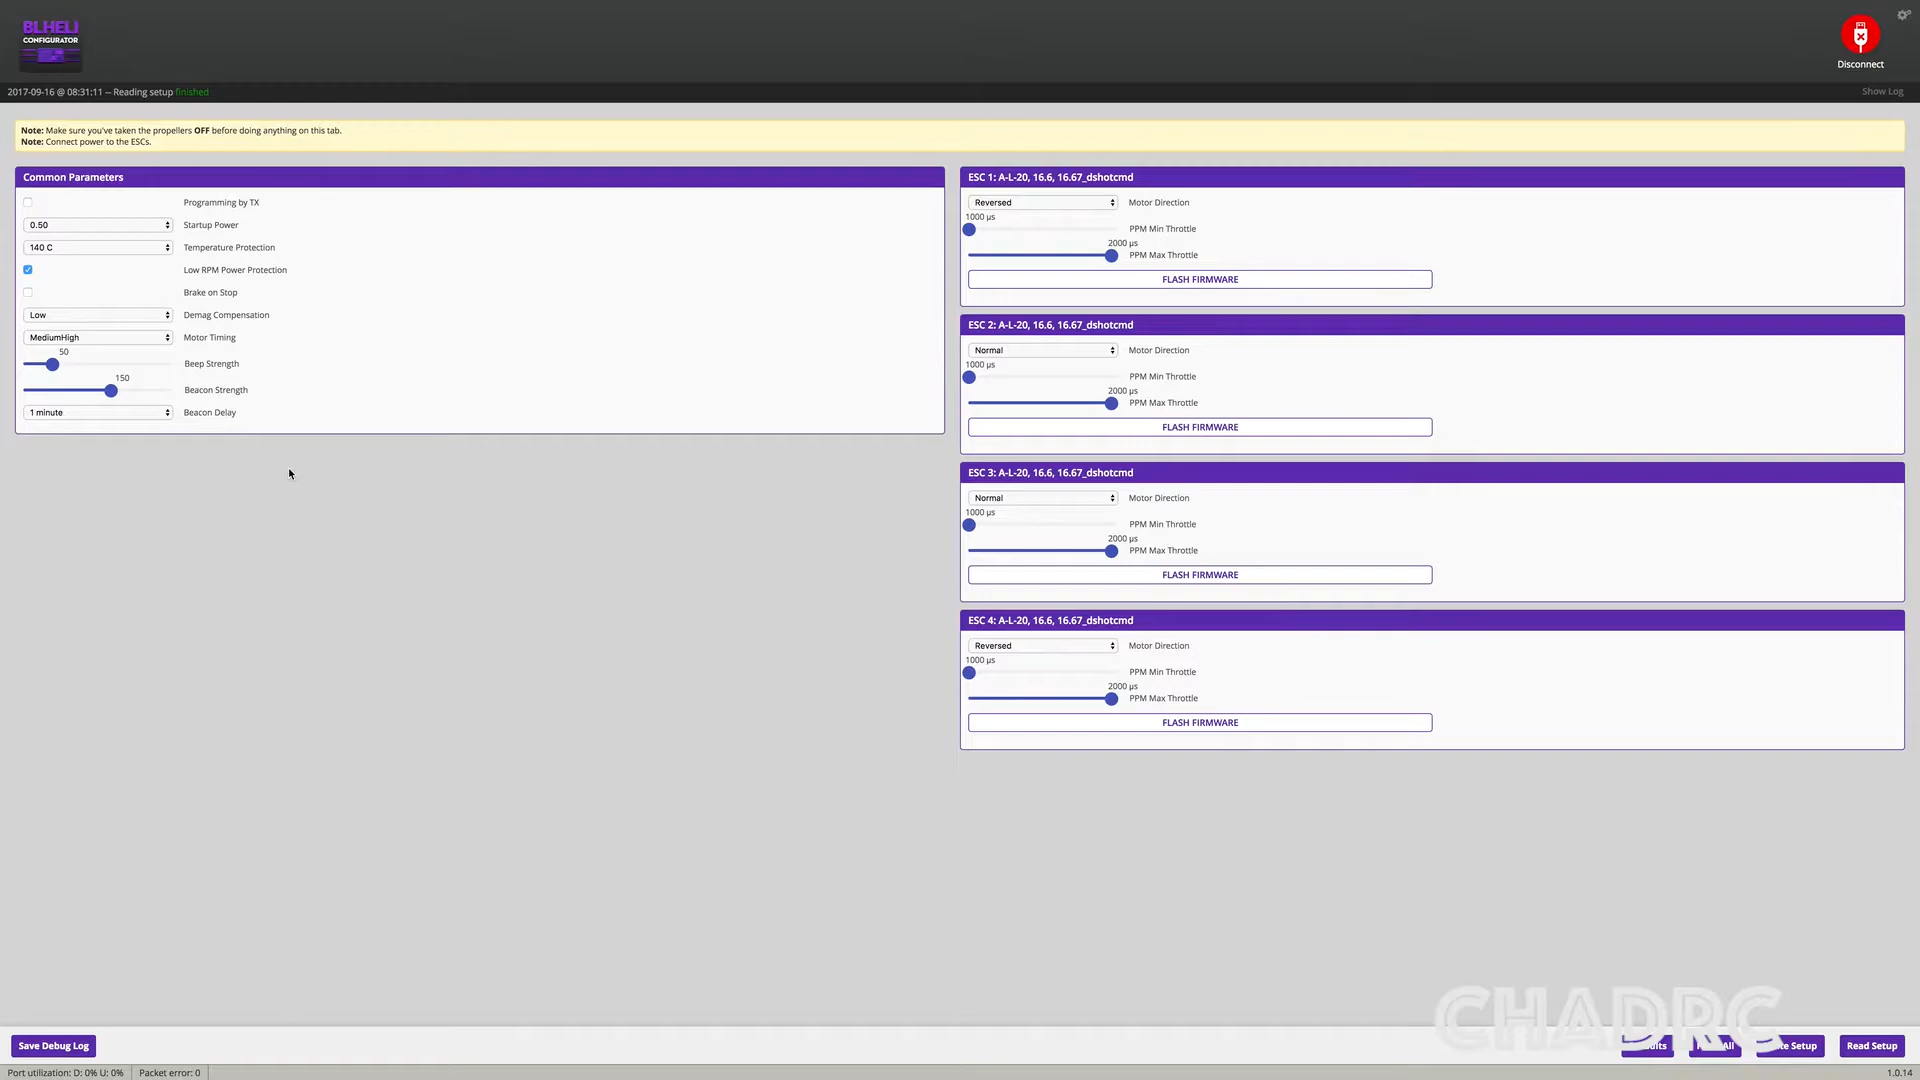 BLHELI
CONFIGURATOR
Disconnect
2017-09-16 @ 08:31:11 -- Reading setup finished
Show Log
Note: Make sure you've taken the propellers OFF before doing anything on this tab.
Note: Connect power to the ESCs.
Common Parameters
Programming by TX
0.50 Startup Power
140 C Temperature Protection
Low RPM Power Protection
Brake on Stop
Low Demag Compensation
MediumHigh Motor Timing
50
Beep Strength
150
Beacon Strength
1 minute Beacon Delay
ESC 1: A-L-20, 16.6, 16.67_dshotcmd
Reversed Motor Direction
1000 µs
PPM Min Throttle
2000 µs
PPM Max Throttle
FLASH FIRMWARE
ESC 2: A-L-20, 16.6, 16.67_dshotcmd
Normal Motor Direction
1000 µs
PPM Min Throttle
2000 µs
PPM Max Throttle
FLASH FIRMWARE
ESC 3: A-L-20, 16.6, 16.67_dshotcmd
Normal Motor Direction
1000 µs
PPM Min Throttle
2000 µs
PPM Max Throttle
FLASH FIRMWARE
ESC 4: A-L-20, 16.6, 16.67_dshotcmd
Reversed Motor Direction
1000 µs
PPM Min Throttle
2000 µs
PPM Max Throttle
FLASH FIRMWARE
CHADRC
Save Debug Log
Setup
Read Setup
Port utilization: D: 0% U: 0% Packet error: 0
1.0.14